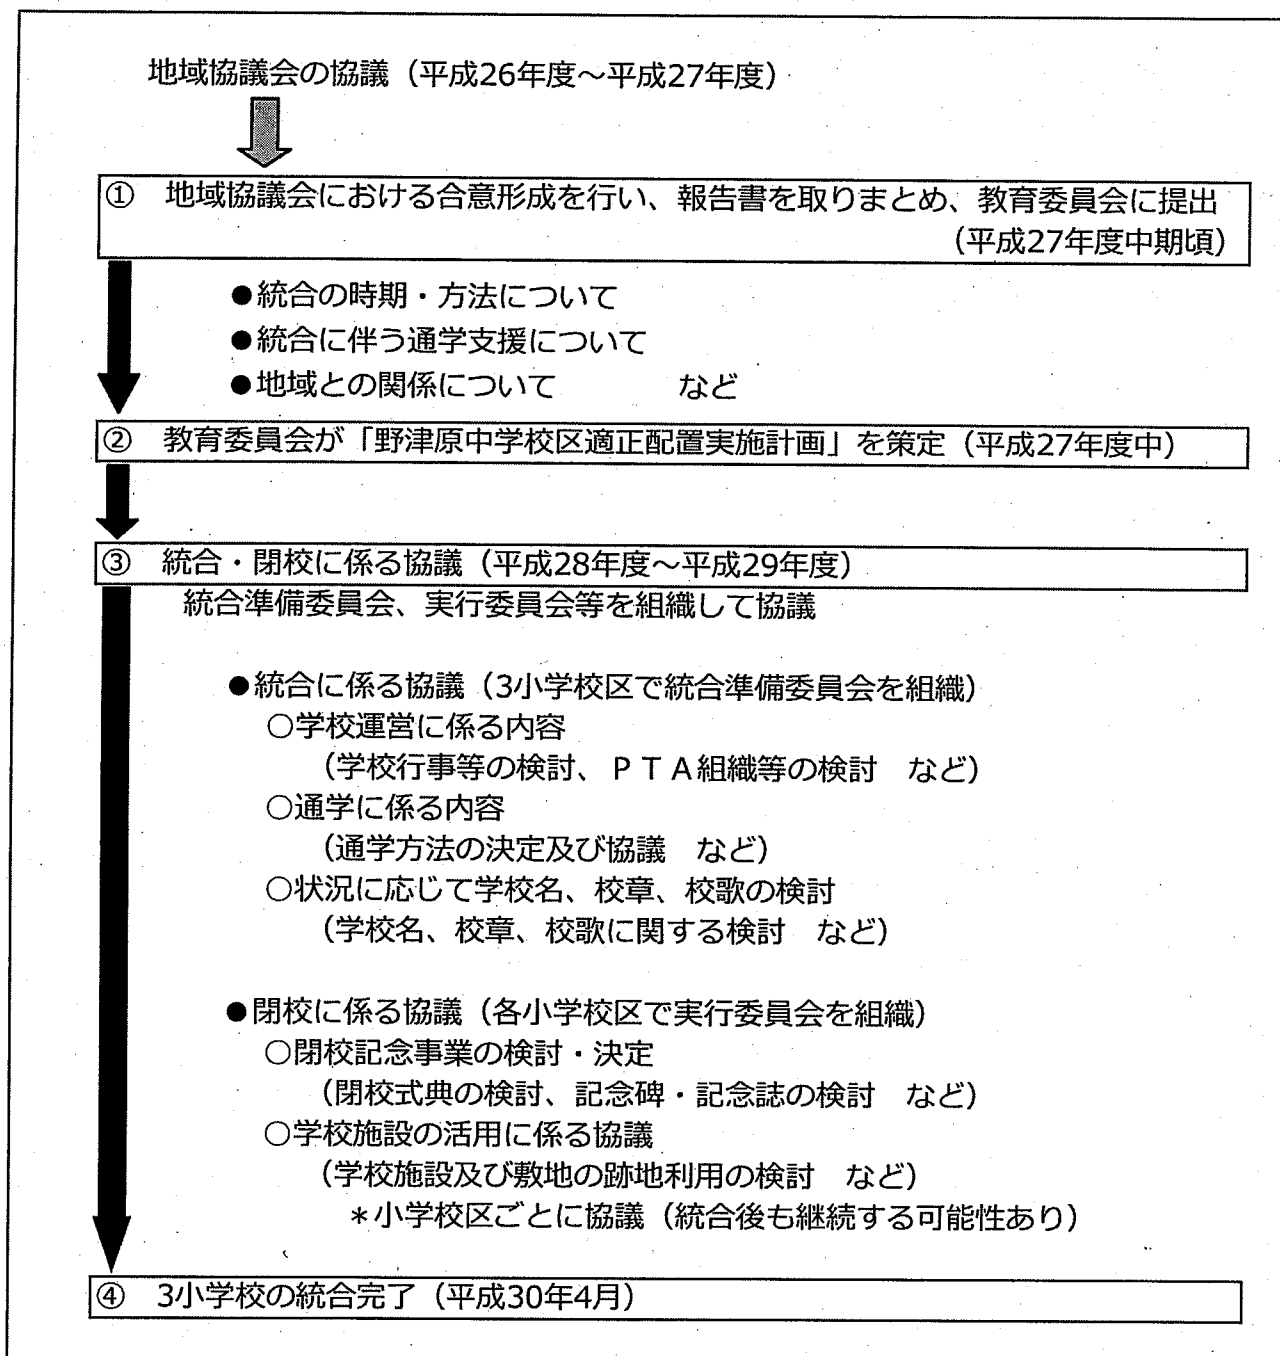 地域協議会の協議（平成26年度～平成27年度）
① 地域協議会における合意形成を行い、報告書を取りまとめ、教育委員会に提出
（平成27年度中期頃）
●統合の時期・方法について
●統合に伴う通学支援について
●地域との関係について　　　など
② 教育委員会が「野津原中学校区適正配置実施計画」を策定（平成27年度中）
③ 統合・閉校に係る協議（平成28年度～平成29年度）
統合準備委員会、実行委員会等を組織して協議
●統合に係る協議（3小学校区で統合準備委員会を組織）
○学校運営に係る内容
（学校行事等の検討、ＰＴＡ組織等の検討　など）
○通学に係る内容
（通学方法の決定及び協議　など）
○状況に応じて学校名、校章、校歌の検討
（学校名、校章、校歌に関する検討　など）
●閉校に係る協議（各小学校区で実行委員会を組織）
○閉校記念事業の検討・決定
（閉校式典の検討、記念碑・記念誌の検討　など）
○学校施設の活用に係る協議
（学校施設及び敷地の跡地利用の検討　など）
＊小学校区ごとに協議（統合後も継続する可能性あり）
④ 3小学校の統合完了（平成30年4月）